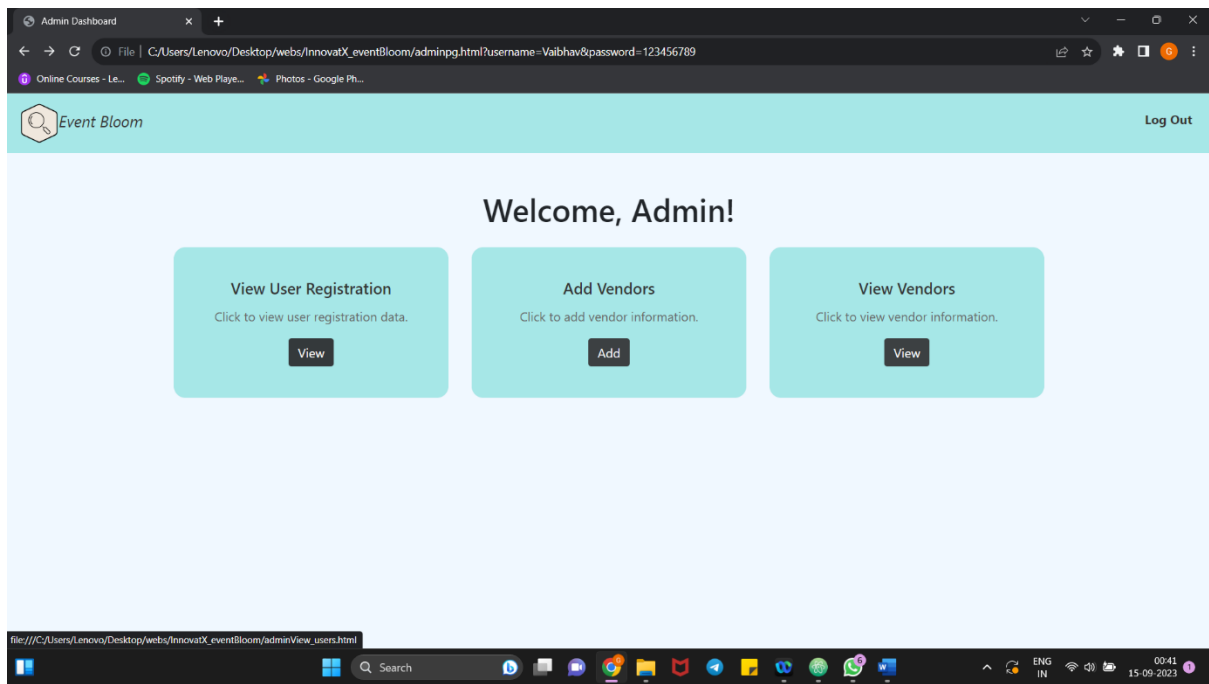 Admin Dashboard
File | C:/Users/Lenovo/Desktop/webs/InnovatX_eventBloom/adminpg.html?username=Vaibhav&password=123456789
G
Online Courses - Le... Spotify - Web Playe... Photos - Google Ph...
Event Bloom Log Out
Welcome, Admin!
View User Registration
Click to view user registration data.
View
Add Vendors
Click to add vendor information.
Add
View Vendors
Click to view vendor information.
View
file:///C:/Users/Lenovo/Desktop/webs/InnovatX_eventBloom/adminView_users.html
Search
6
ENG
IN
00:41
15-09-2023
1